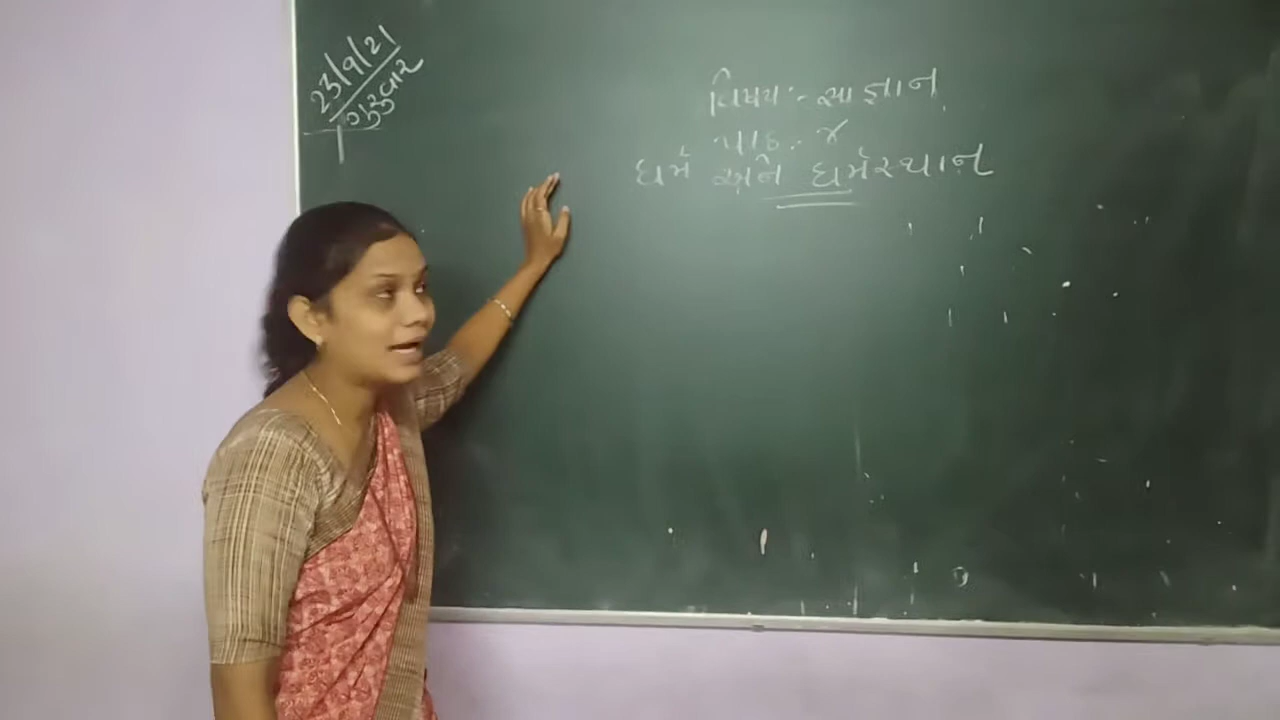 23/9/21
ગુરુવાર
વિષય:- સા જ્ઞાન
પાઠ:- ૪
ધર્મ અને ધર્મસ્થાન